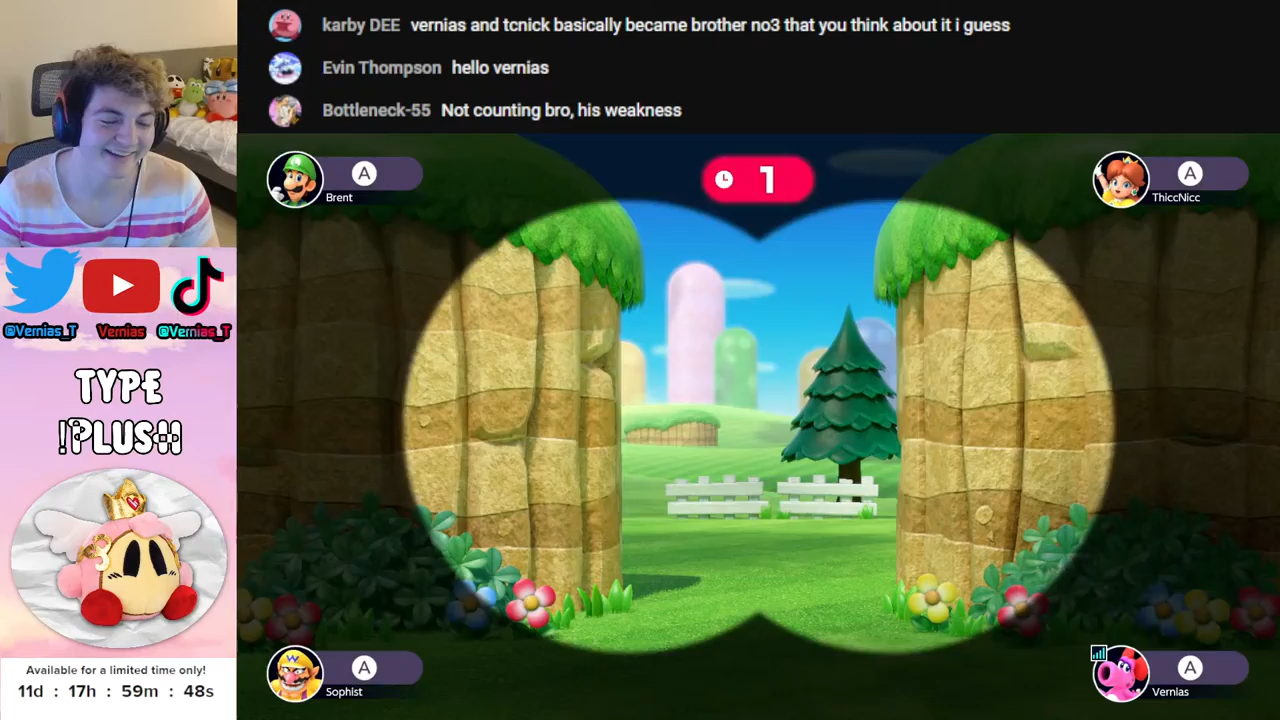 karby DEE vernias and tcnick basically became brother no3 that you think about it i guess
Evin Thompson hello vernias
Bottleneck-55 Not counting bro, his weakness
A
Brent
1
A
ThiccNicc
@Vernias_T
Vernias
@Vernias_T
TYPE
!PLUSH
Available for a limited time only!
11d : 17h : 59m : 48s
A
Sophist
A
Vernias